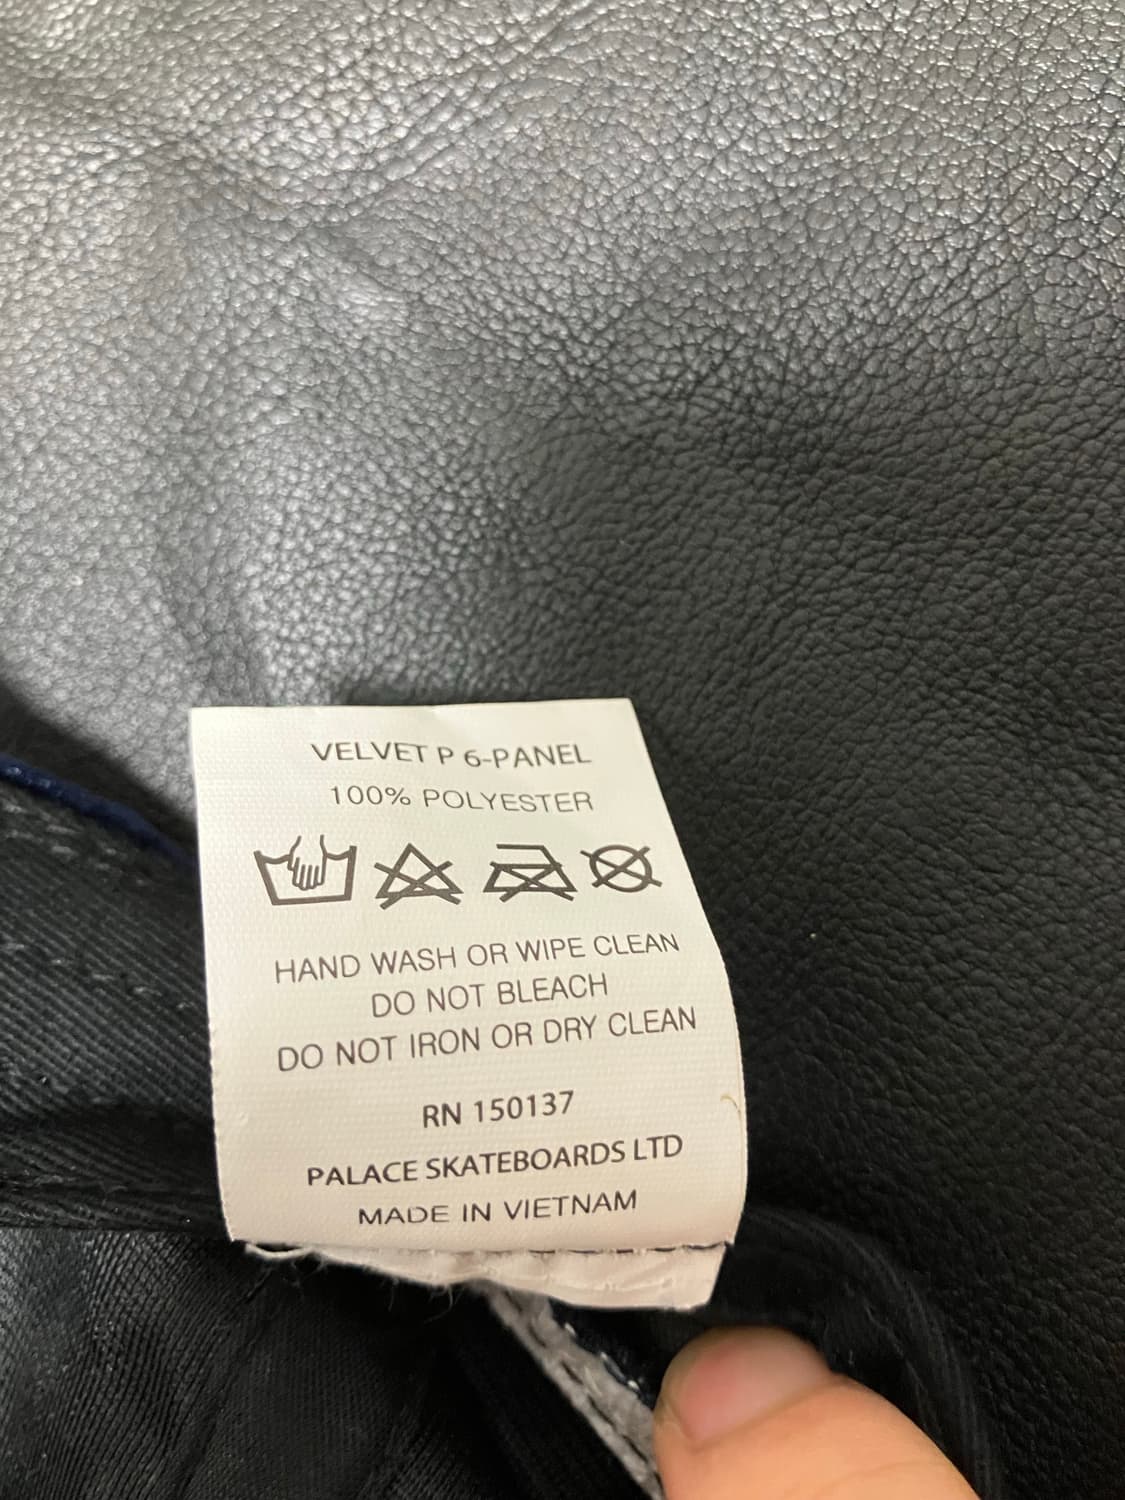 VELVET P 6-PANEL
100% POLYESTER
HAND WASH OR WIPE CLEAN
DO NOT BLEACH
DO NOT IRON OR DRY CLEAN
RN 150137
PALACE SKATEBOARDS LTD
MADE IN VIETNAM